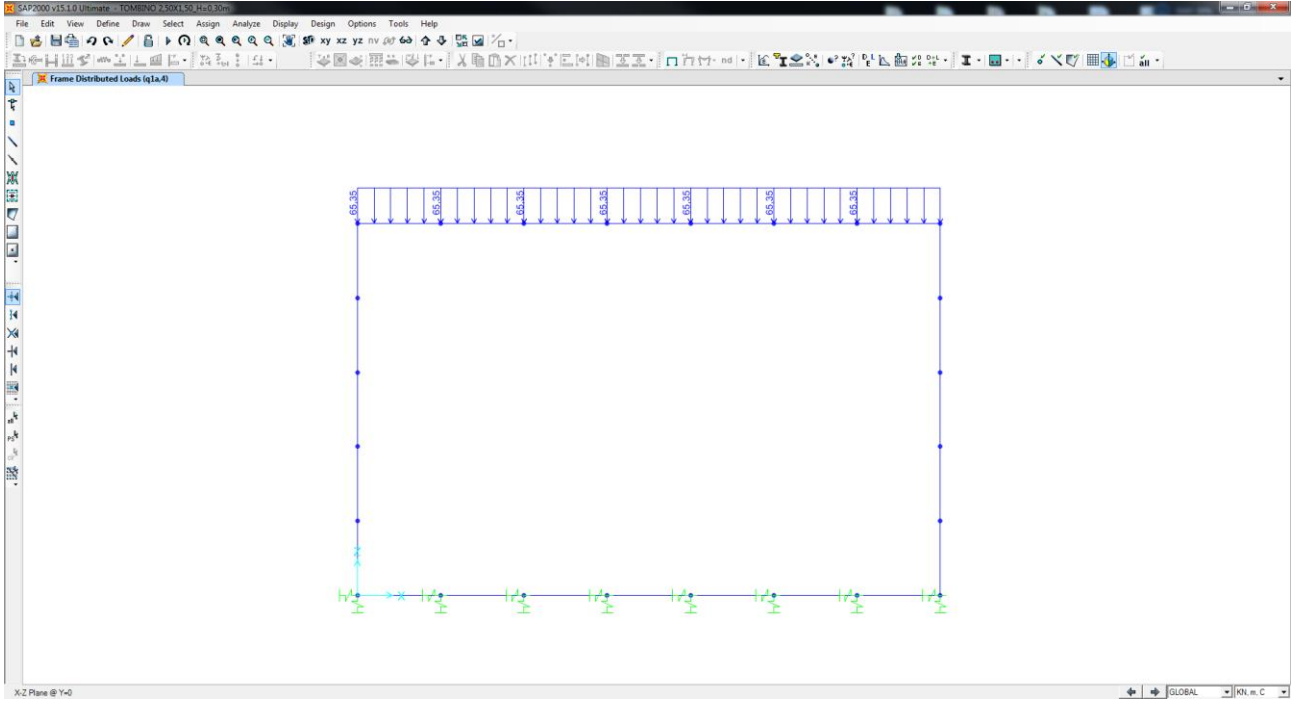 SAP2000 v15.1.0 Ultimate - TOMBINO 2,50X1,50_H=0,30m
File Edit View Define Draw Select Assign Analyze Display Design Options Tools Help
xy xz yz nv
nd
all
Frame Distributed Loads (q1a,4)
65.35 65.35 65.35 65.35 65.35 65.35 65.35
Z
X
X-Z Plane @ Y=0
GLOBAL
KN, m, C